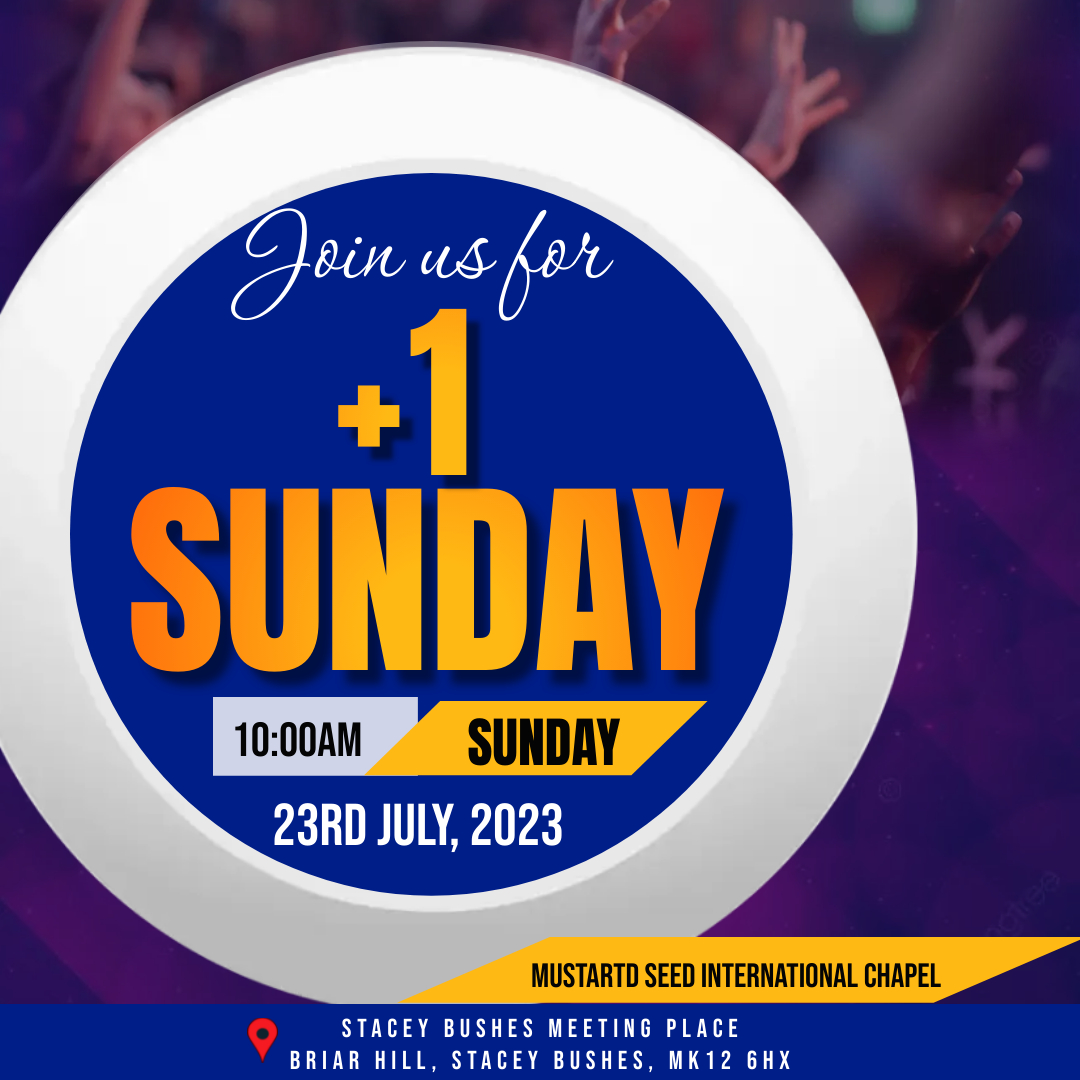 Join us for
+1
SUNDAY
10:00AM SUNDAY
23RD JULY, 2023
MUSTARTD SEED INTERNATIONAL CHAPEL
STACEY BUSHES MEETING PLACE
BRIAR HILL, STACEY BUSHES, MK12 6HX